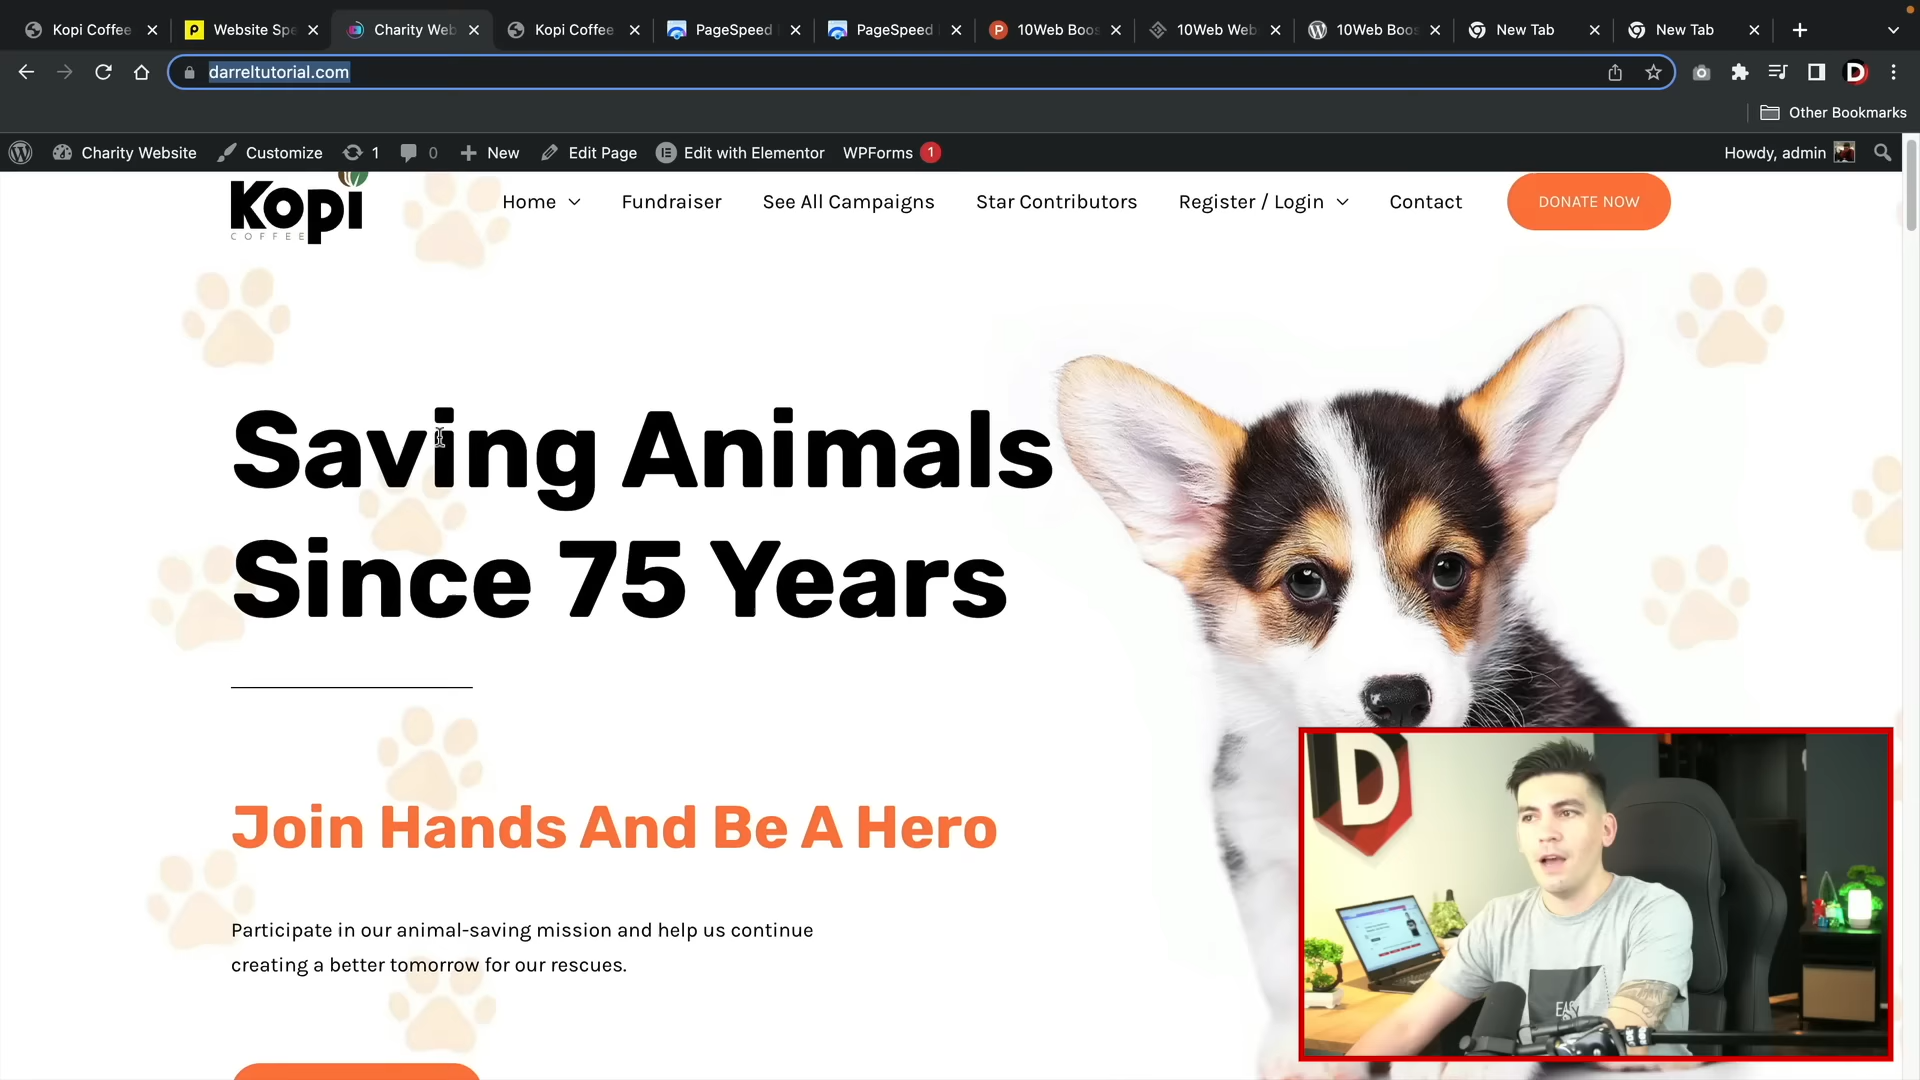 Kopi Coffee
Website Spe
Charity Web
Kopi Coffee
PageSpeed
PageSpeed
10Web Boos
10Web Web
10Web Boos
New Tab
New Tab
darreltutorial.com
Other Bookmarks
Charity Website
Customize
1
0
New
Edit Page
Edit with Elementor
WPForms 1
Howdy, admin
Kopi
COFFEE
Home
Fundraiser
See All Campaigns
Star Contributors
Register / Login
Contact
DONATE NOW
Saving Animals
Since 75 Years
Join Hands And Be A Hero
Participate in our animal-saving mission and help us continue
creating a better tomorrow for our rescues.
D